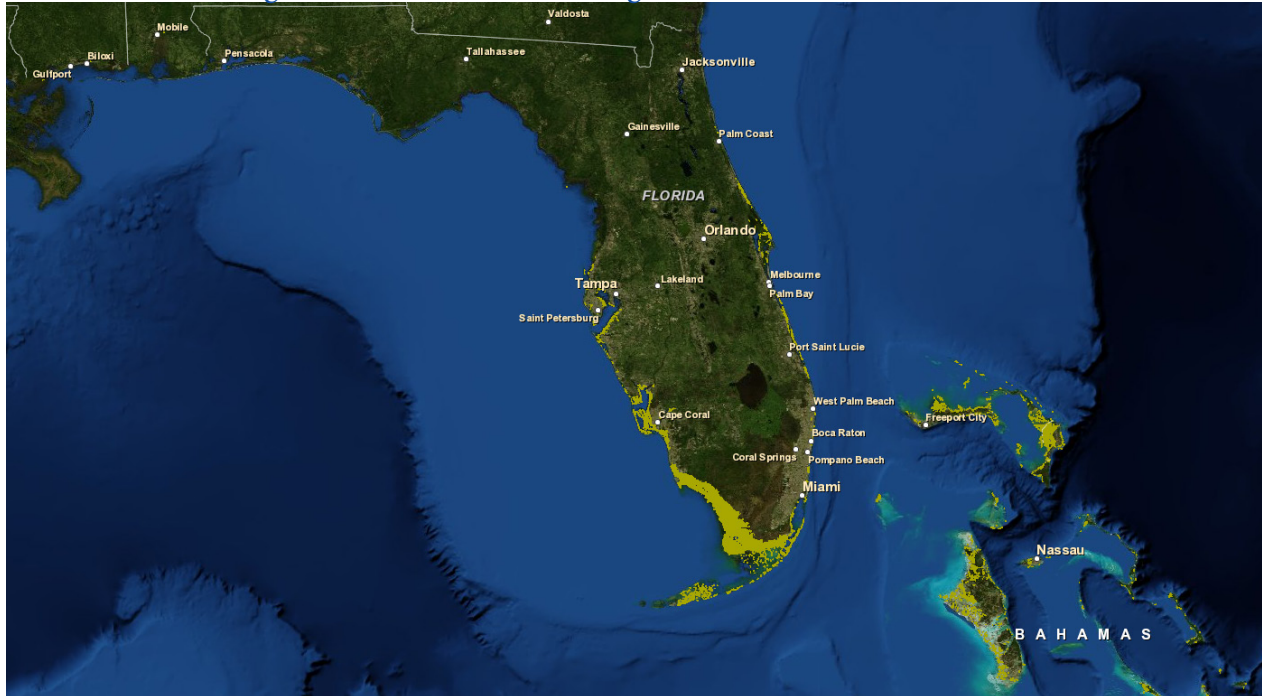 Valdosta
Mobile
Biloxi
Gulfport
Pensacola
Tallahassee
Jacksonville
Gainesville
Palm Coast
FLORIDA
Orlando
Tampa
Lakeland
Melbourne
Palm Bay
Saint Petersburg
Port Saint Lucie
West Palm Beach
Cape Coral
Freeport City
Boca Raton
Coral Springs
Pompano Beach
Miami
Nassau
BAHAMAS